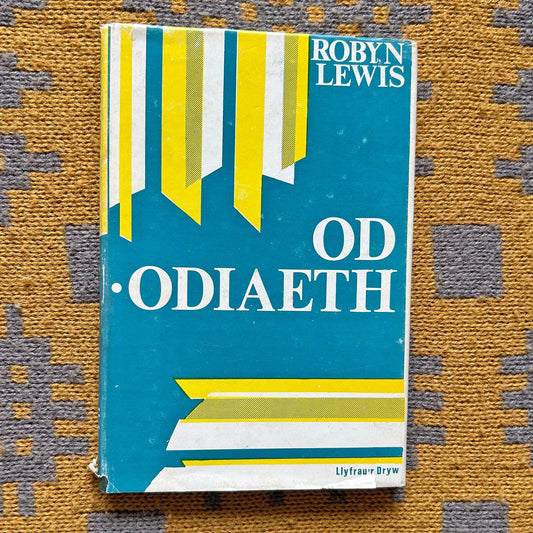 ROBYN
LEWIS
OD
·ODIAETH
Llyfrau'r Dryw